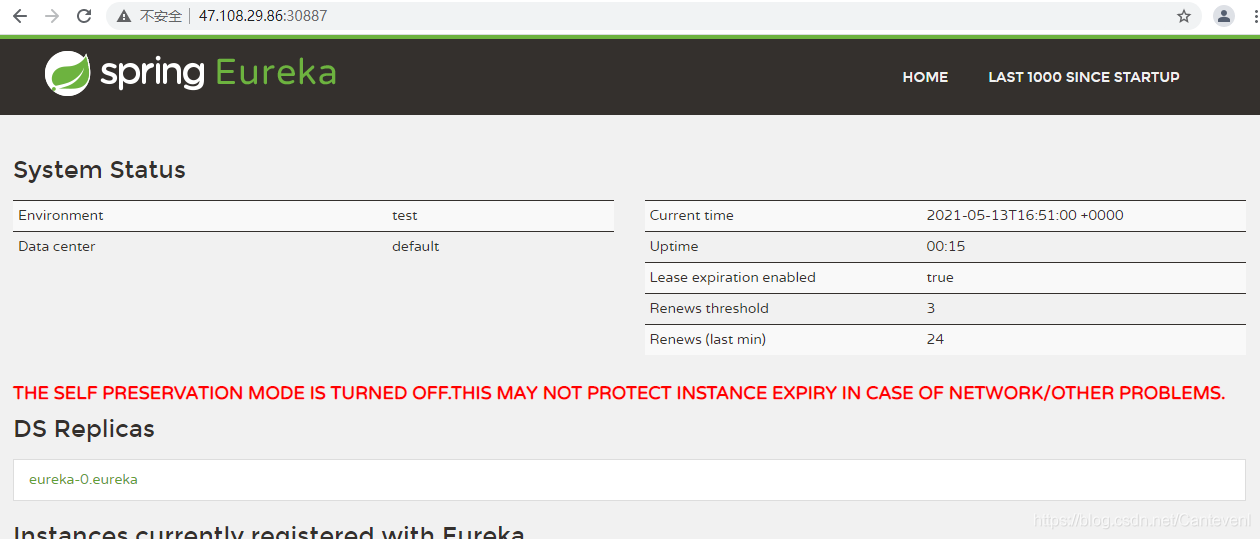 不安全 47.108.29.86:30887
spring Eureka
HOME LAST 1000 SINCE STARTUP
System Status
Environment test
Data center default
Current time 2021-05-13T16:51:00 +0000
Uptime 00:15
Lease expiration enabled true
Renews threshold 3
Renews (last min) 24
THE SELF PRESERVATION MODE IS TURNED OFF.THIS MAY NOT PROTECT INSTANCE EXPIRY IN CASE OF NETWORK/OTHER PROBLEMS.
DS Replicas
eureka-0.eureka
Instances currently registered with Eureka
https://blog.csdn.net/Cantevenl